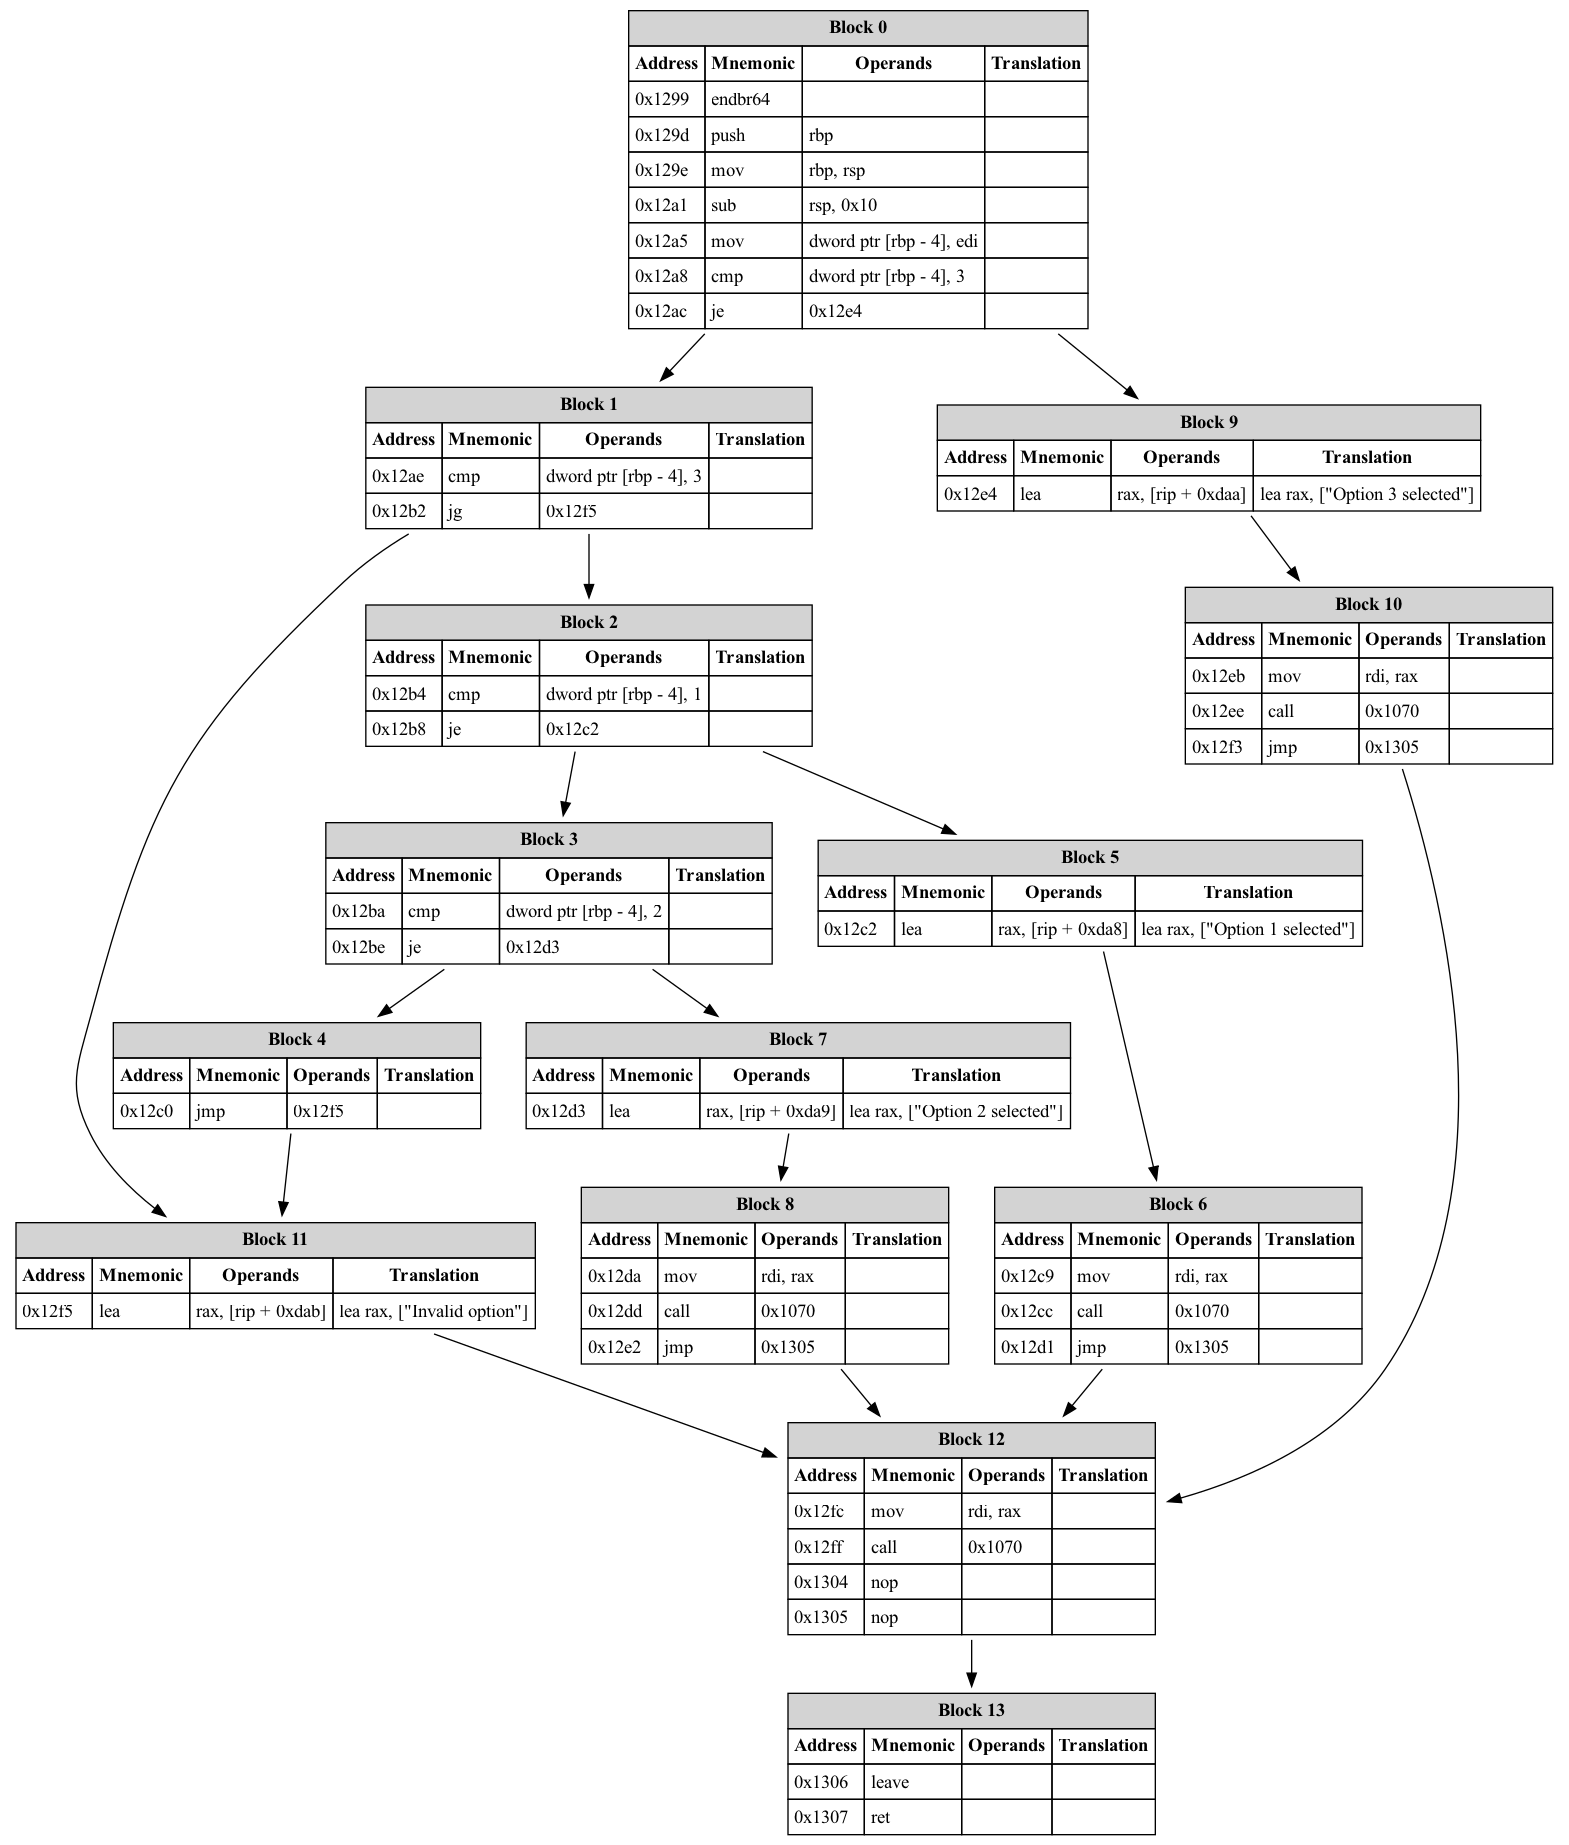 Block 0
Address Mnemonic Operands Translation
0x1299 endbr64
0x129d push rbp
0x129e mov rbp, rsp
0x12a1 sub rsp, 0x10
0x12a5 mov dword ptr [rbp - 4], edi
0x12a8 cmp dword ptr [rbp - 4], 3
0x12ac je 0x12e4
Block 1
Address Mnemonic Operands Translation
0x12ae cmp dword ptr [rbp - 4], 3
0x12b2 jg 0x12f5
Block 9
Address Mnemonic Operands Translation
0x12e4 lea rax, [rip + 0xdaa] lea rax, ["Option 3 selected"]
Block 2
Address Mnemonic Operands Translation
0x12b4 cmp dword ptr [rbp - 4], 1
0x12b8 je 0x12c2
Block 10
Address Mnemonic Operands Translation
0x12eb mov rdi, rax
0x12ee call 0x1070
0x12f3 jmp 0x1305
Block 3
Address Mnemonic Operands Translation
0x12ba cmp dword ptr [rbp - 4], 2
0x12be je 0x12d3
Block 5
Address Mnemonic Operands Translation
0x12c2 lea rax, [rip + 0xda8] lea rax, ["Option 1 selected"]
Block 4
Address Mnemonic Operands Translation
0x12c0 jmp 0x12f5
Block 7
Address Mnemonic Operands Translation
0x12d3 lea rax, [rip + 0xda9] lea rax, ["Option 2 selected"]
Block 11
Address Mnemonic Operands Translation
0x12f5 lea rax, [rip + 0xdab] lea rax, ["Invalid option"]
Block 8
Address Mnemonic Operands Translation
0x12da mov rdi, rax
0x12dd call 0x1070
0x12e2 jmp 0x1305
Block 6
Address Mnemonic Operands Translation
0x12c9 mov rdi, rax
0x12cc call 0x1070
0x12d1 jmp 0x1305
Block 12
Address Mnemonic Operands Translation
0x12fc mov rdi, rax
0x12ff call 0x1070
0x1304 nop
0x1305 nop
Block 13
Address Mnemonic Operands Translation
0x1306 leave
0x1307 ret